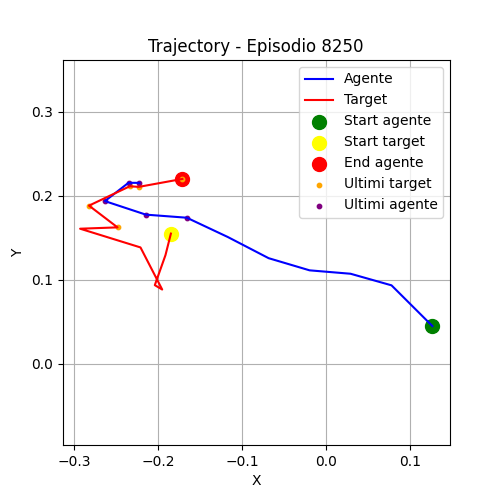 Trajectory - Episodio 8250
Agente
Target
Start agente
Start target
End agente
Ultimi target
Ultimi agente
0.3
0.2
0.1
0.0
Y
−0.3
−0.2
−0.1
0.0
0.1
X